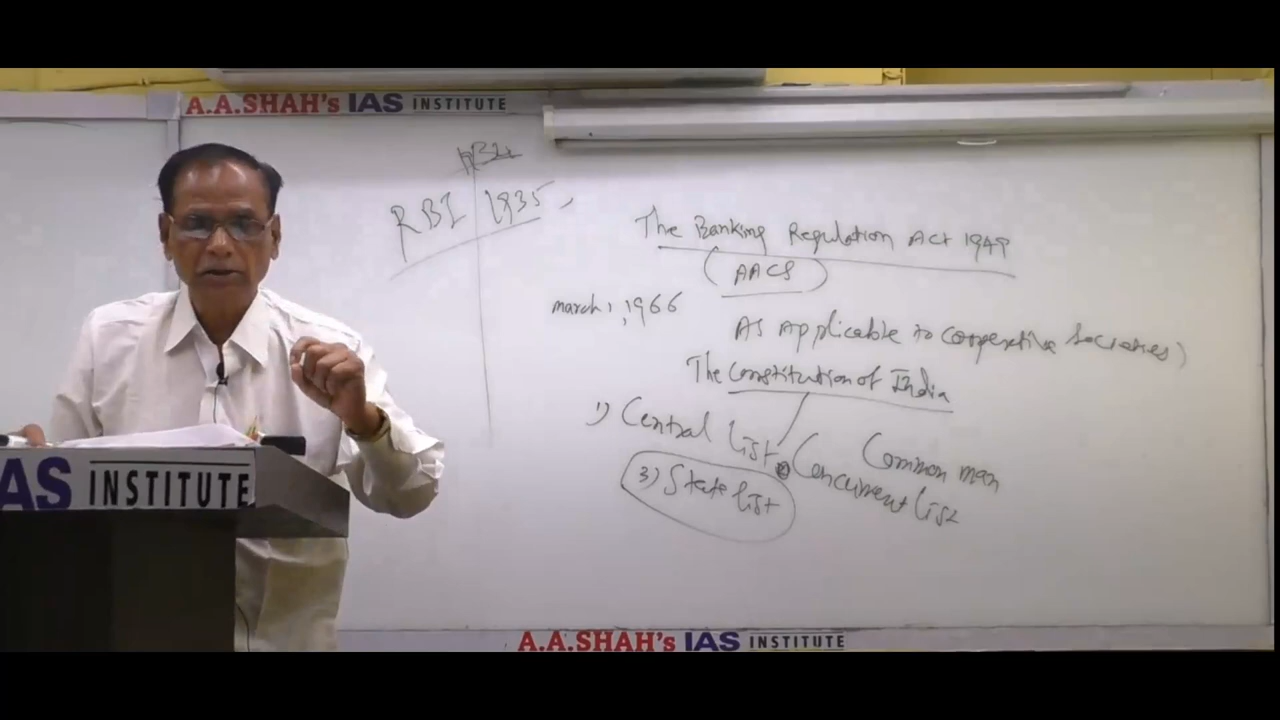 A.A.SHAH's IAS INSTITUTE
RBI 1935,
The Banking Regulation Act 1949
(AACS)
march, 1966
As Applicable to Cooperative Societies)
The Constitution of India
1) Central List
Common man
Concurrent List
3) State List
AS INSTITUTE
A.A.SHAH's IAS INSTITUTE